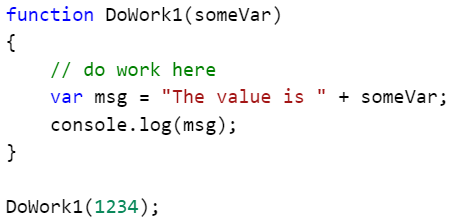 function DoWork1(someVar)
{
    // do work here
    var msg = "The value is " + someVar;
    console.log(msg);
}

DoWork1(1234);